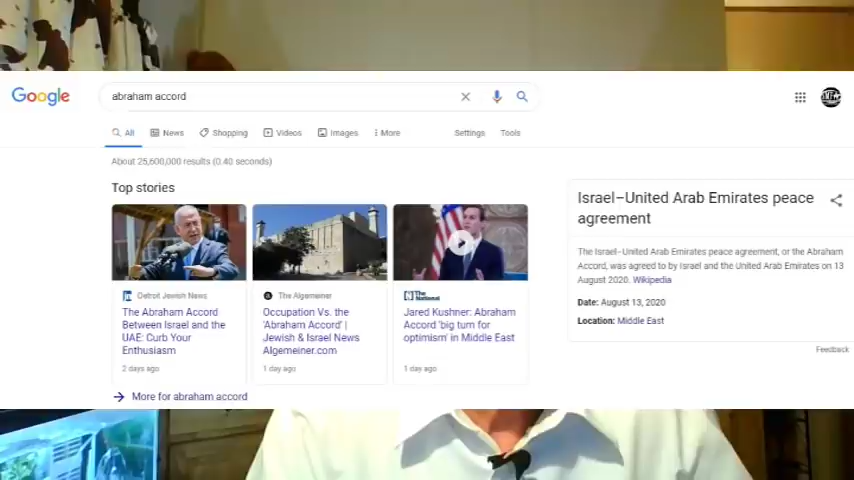 Google
abraham accord
All
News
Shopping
Videos
Images
More
Settings
Tools
About 25,600,000 results (0.40 seconds)
Top stories
Detroit Jewish News
The Abraham Accord
Between Israel and the
UAE: Curb Your
Enthusiasm
2 days ago
The Algemeiner
Occupation Vs. the
'Abraham Accord' |
Jewish & Israel News
Algemeiner.com
1 day ago
The National
Jared Kushner: Abraham
Accord 'big turn for
optimism' in Middle East
1 day ago
More for abraham accord
Israel–United Arab Emirates peace
agreement
The Israel–United Arab Emirates peace agreement, or the Abraham
Accord, was agreed to by Israel and the United Arab Emirates on 13
August 2020. Wikipedia
Date: August 13, 2020
Location: Middle East
Feedback